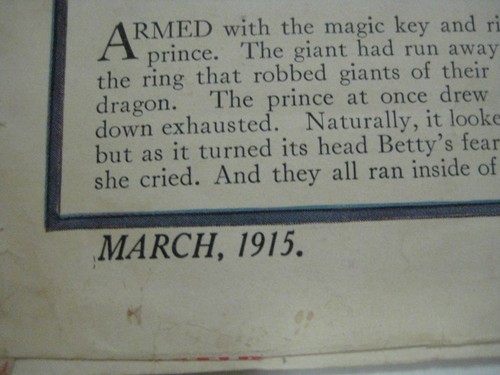 ARMED with the magic key and ri
prince. The giant had run away
the ring that robbed giants of their
dragon. The prince at once drew
down exhausted. Naturally, it looke
but as it turned its head Betty's fear
she cried. And they all ran inside of
MARCH, 1915.